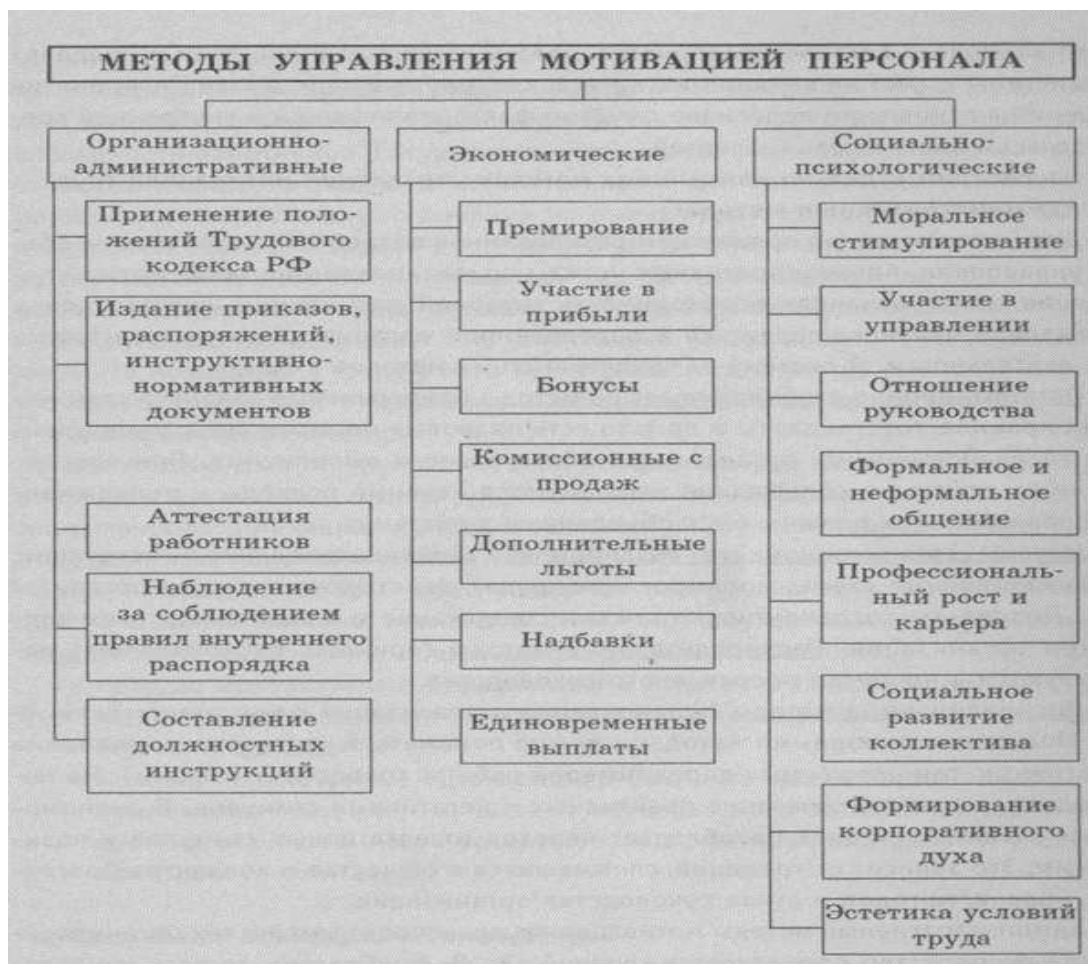 МЕТОДЫ УПРАВЛЕНИЯ МОТИВАЦИЕЙ ПЕРСОНАЛА
Организационно-
административные
Применение поло-
жений Трудового
кодекса РФ
Издание приказов,
распоряжений,
инструктивно-
нормативных
документов
Аттестация
работников
Наблюдение
за соблюдением
правил внутреннего
распорядка
Составление
должностных
инструкций
Экономические
Премирование
Участие в
прибыли
Бонусы
Комиссионные с
продаж
Дополнительные
льготы
Надбавки
Единовременные
выплаты
Социально-
психологические
Моральное
стимулирование
Участие в
управлении
Отношение
руководства
Формальное и
неформальное
общение
Профессиональ-
ный рост и
карьера
Социальное
развитие
коллектива
Формирование
корпоративного
духа
Эстетика условий
труда